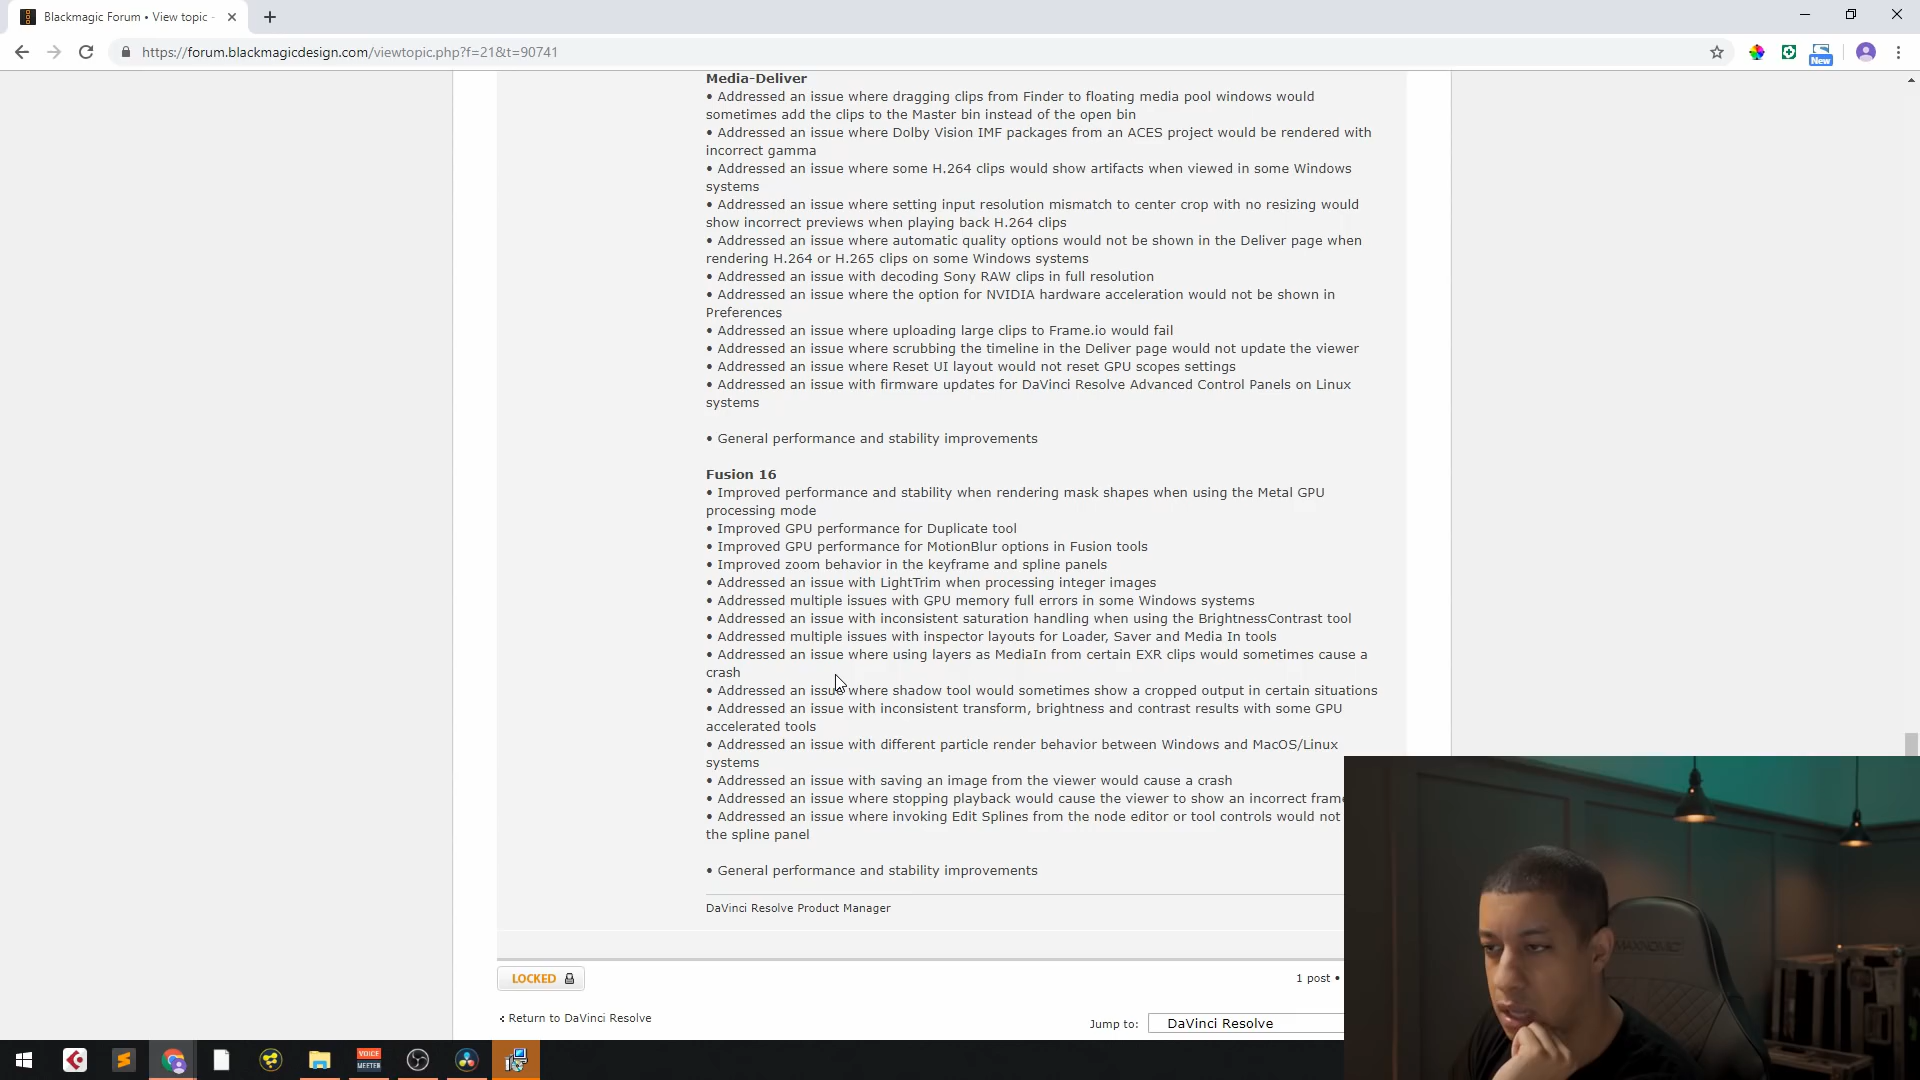 Blackmagic Forum • View topic -
https://forum.blackmagicdesign.com/viewtopic.php?f=21&t=90741
New
Media-Deliver
• Addressed an issue where dragging clips from Finder to floating media pool windows would
sometimes add the clips to the Master bin instead of the open bin
• Addressed an issue where Dolby Vision IMF packages from an ACES project would be rendered with
incorrect gamma
• Addressed an issue where some H.264 clips would show artifacts when viewed in some Windows
systems
• Addressed an issue where setting input resolution mismatch to center crop with no resizing would
show incorrect previews when playing back H.264 clips
• Addressed an issue where automatic quality options would not be shown in the Deliver page when
rendering H.264 or H.265 clips on some Windows systems
• Addressed an issue with decoding Sony RAW clips in full resolution
• Addressed an issue where the option for NVIDIA hardware acceleration would not be shown in
Preferences
• Addressed an issue where uploading large clips to Frame.io would fail
• Addressed an issue where scrubbing the timeline in the Deliver page would not update the viewer
• Addressed an issue where Reset UI layout would not reset GPU scopes settings
• Addressed an issue with firmware updates for DaVinci Resolve Advanced Control Panels on Linux
systems
• General performance and stability improvements
Fusion 16
• Improved performance and stability when rendering mask shapes when using the Metal GPU
processing mode
• Improved GPU performance for Duplicate tool
• Improved GPU performance for MotionBlur options in Fusion tools
• Improved zoom behavior in the keyframe and spline panels
• Addressed an issue with LightTrim when processing integer images
• Addressed multiple issues with GPU memory full errors in some Windows systems
• Addressed an issue with inconsistent saturation handling when using the BrightnessContrast tool
• Addressed multiple issues with inspector layouts for Loader, Saver and Media In tools
• Addressed an issue where using layers as MediaIn from certain EXR clips would sometimes cause a
crash
• Addressed an issue where shadow tool would sometimes show a cropped output in certain situations
• Addressed an issue with inconsistent transform, brightness and contrast results with some GPU
accelerated tools
• Addressed an issue with different particle render behavior between Windows and MacOS/Linux
systems
• Addressed an issue with saving an image from the viewer would cause a crash
• Addressed an issue where stopping playback would cause the viewer to show an incorrect frame
• Addressed an issue where invoking Edit Splines from the node editor or tool controls would not
the spline panel
• General performance and stability improvements
DaVinci Resolve Product Manager
LOCKED
1 post •
Return to DaVinci Resolve
Jump to: DaVinci Resolve
MAXNOMIC
VOICE
MEETER